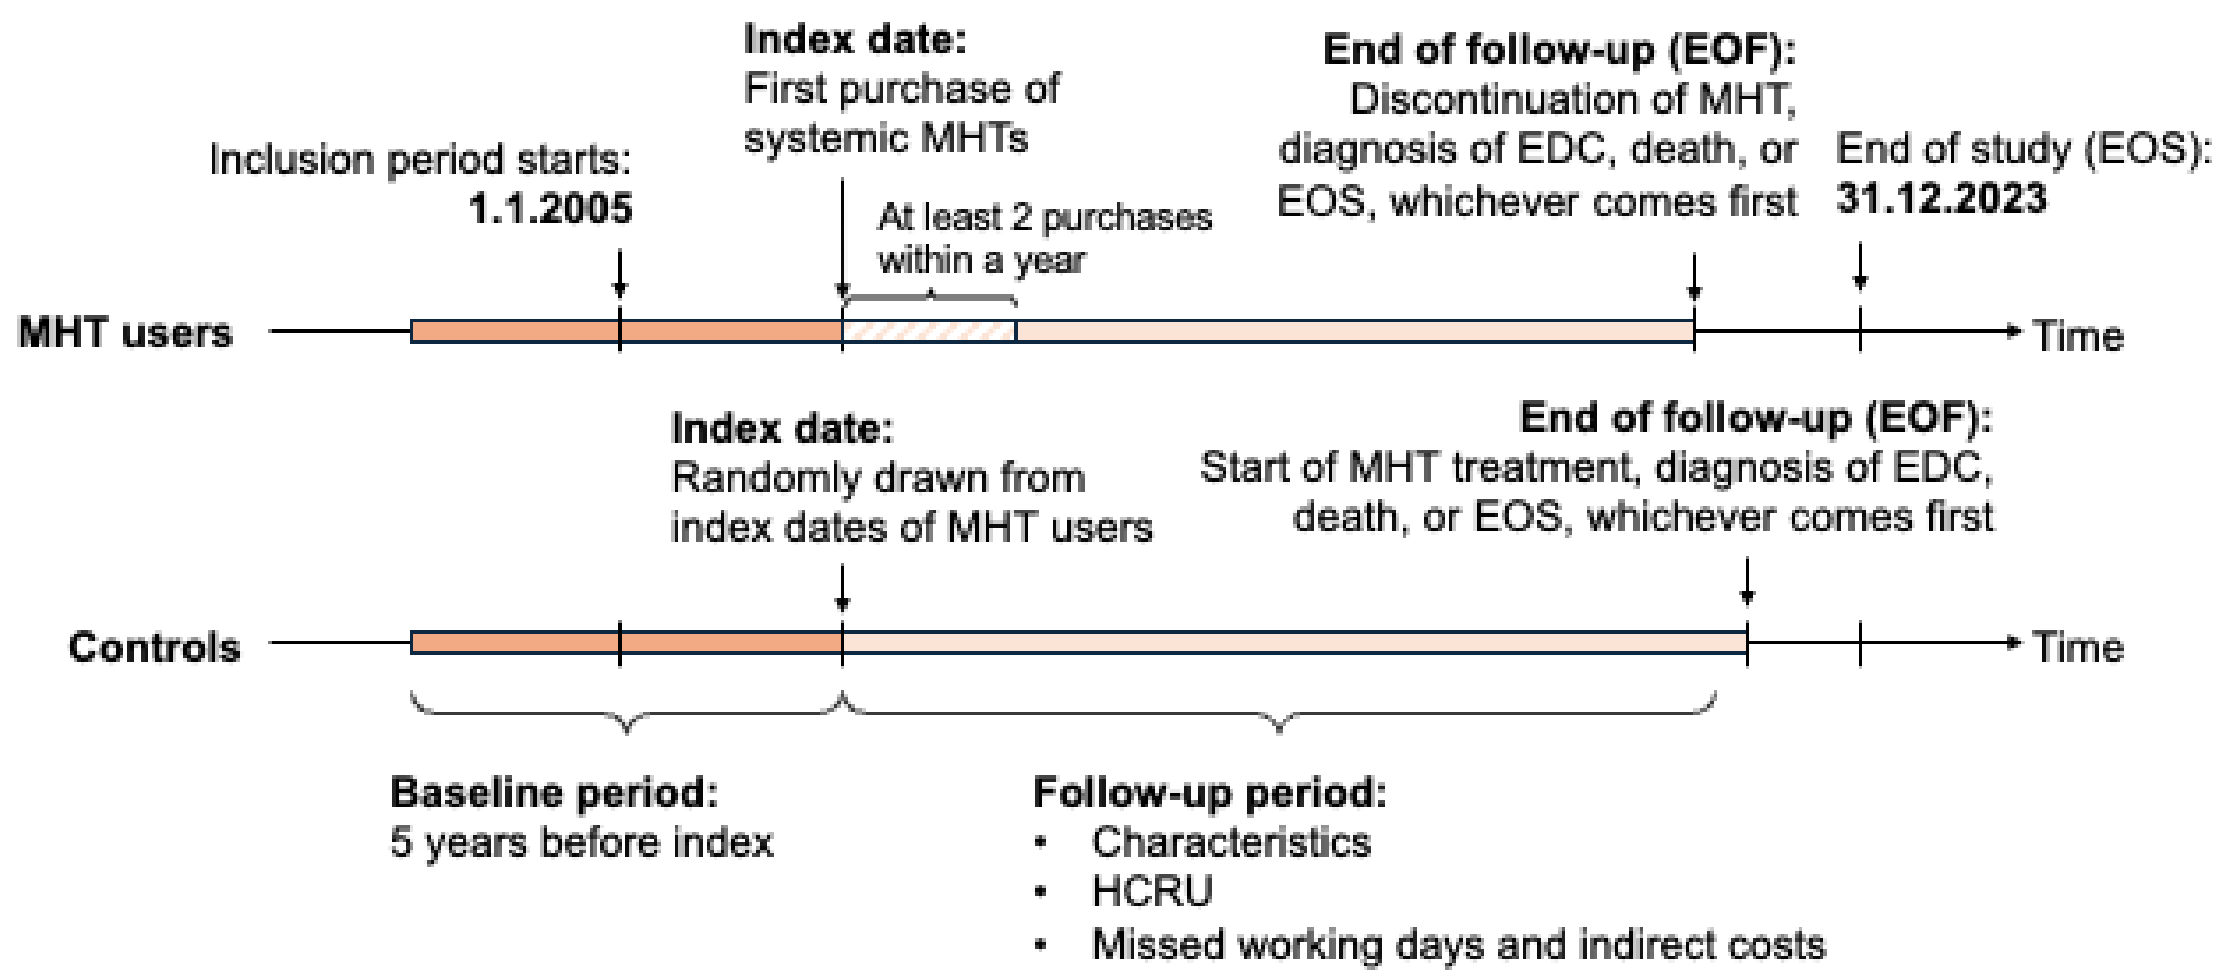 Index date:
First purchase of
systemic MHTs
End of follow-up (EOF):
Discontinuation of MHT,
diagnosis of EDC, death, or
EOS, whichever comes first
Inclusion period starts:
1.1.2005
At least 2 purchases
within a year
End of study (EOS):
31.12.2023
MHT users
Time
Index date:
Randomly drawn from
index dates of MHT users
End of follow-up (EOF):
Start of MHT treatment, diagnosis of EDC,
death, or EOS, whichever comes first
Controls
Time
Baseline period:
5 years before index
Follow-up period:
• Characteristics
• HCRU
• Missed working days and indirect costs